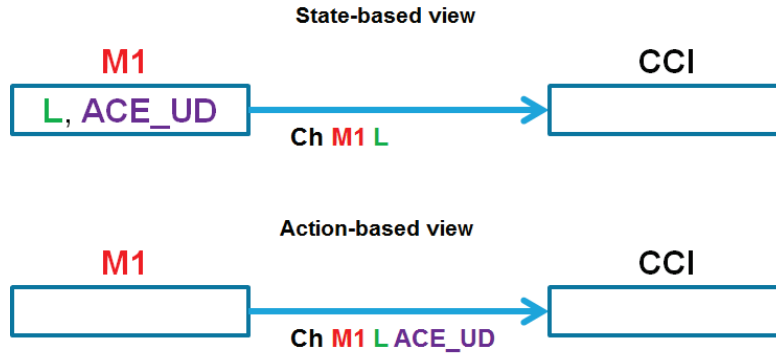 State-based view
M1 CCI
L, ACE_UD
Ch M1 L
Action-based view
M1 CCI
Ch M1 L ACE_UD